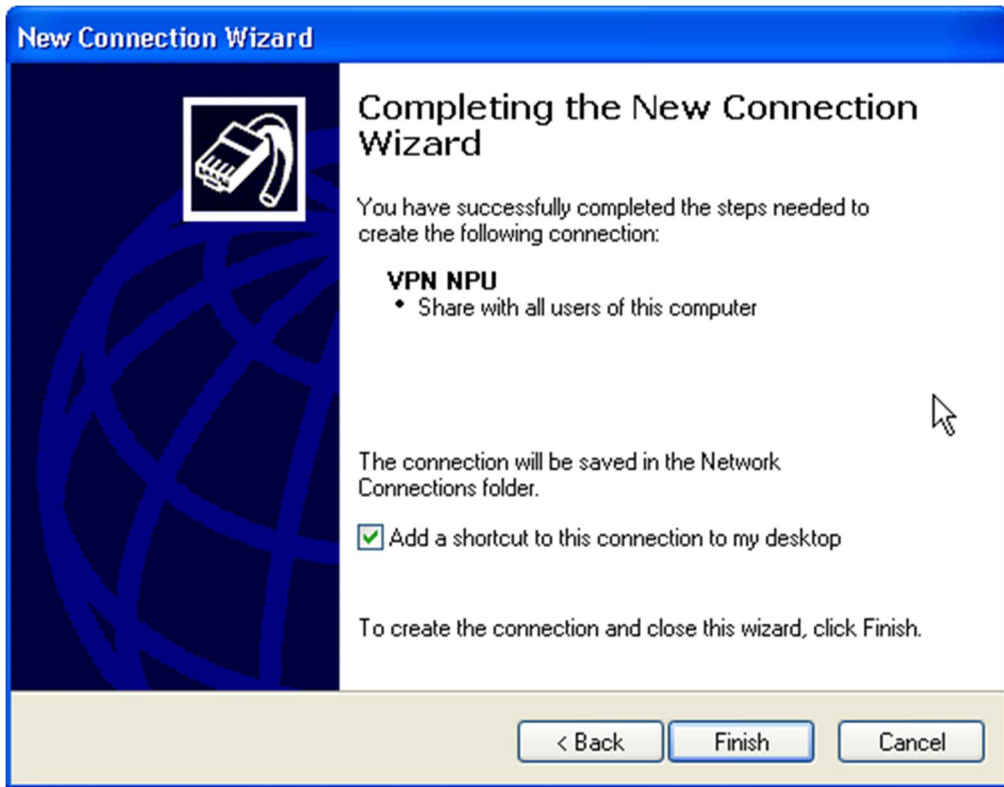 New Connection Wizard
Completing the New Connection
Wizard
You have successfully completed the steps needed to
create the following connection:
VPN NPU
• Share with all users of this computer
The connection will be saved in the Network
Connections folder.
Add a shortcut to this connection to my desktop
To create the connection and close this wizard, click Finish.
< Back
Finish
Cancel